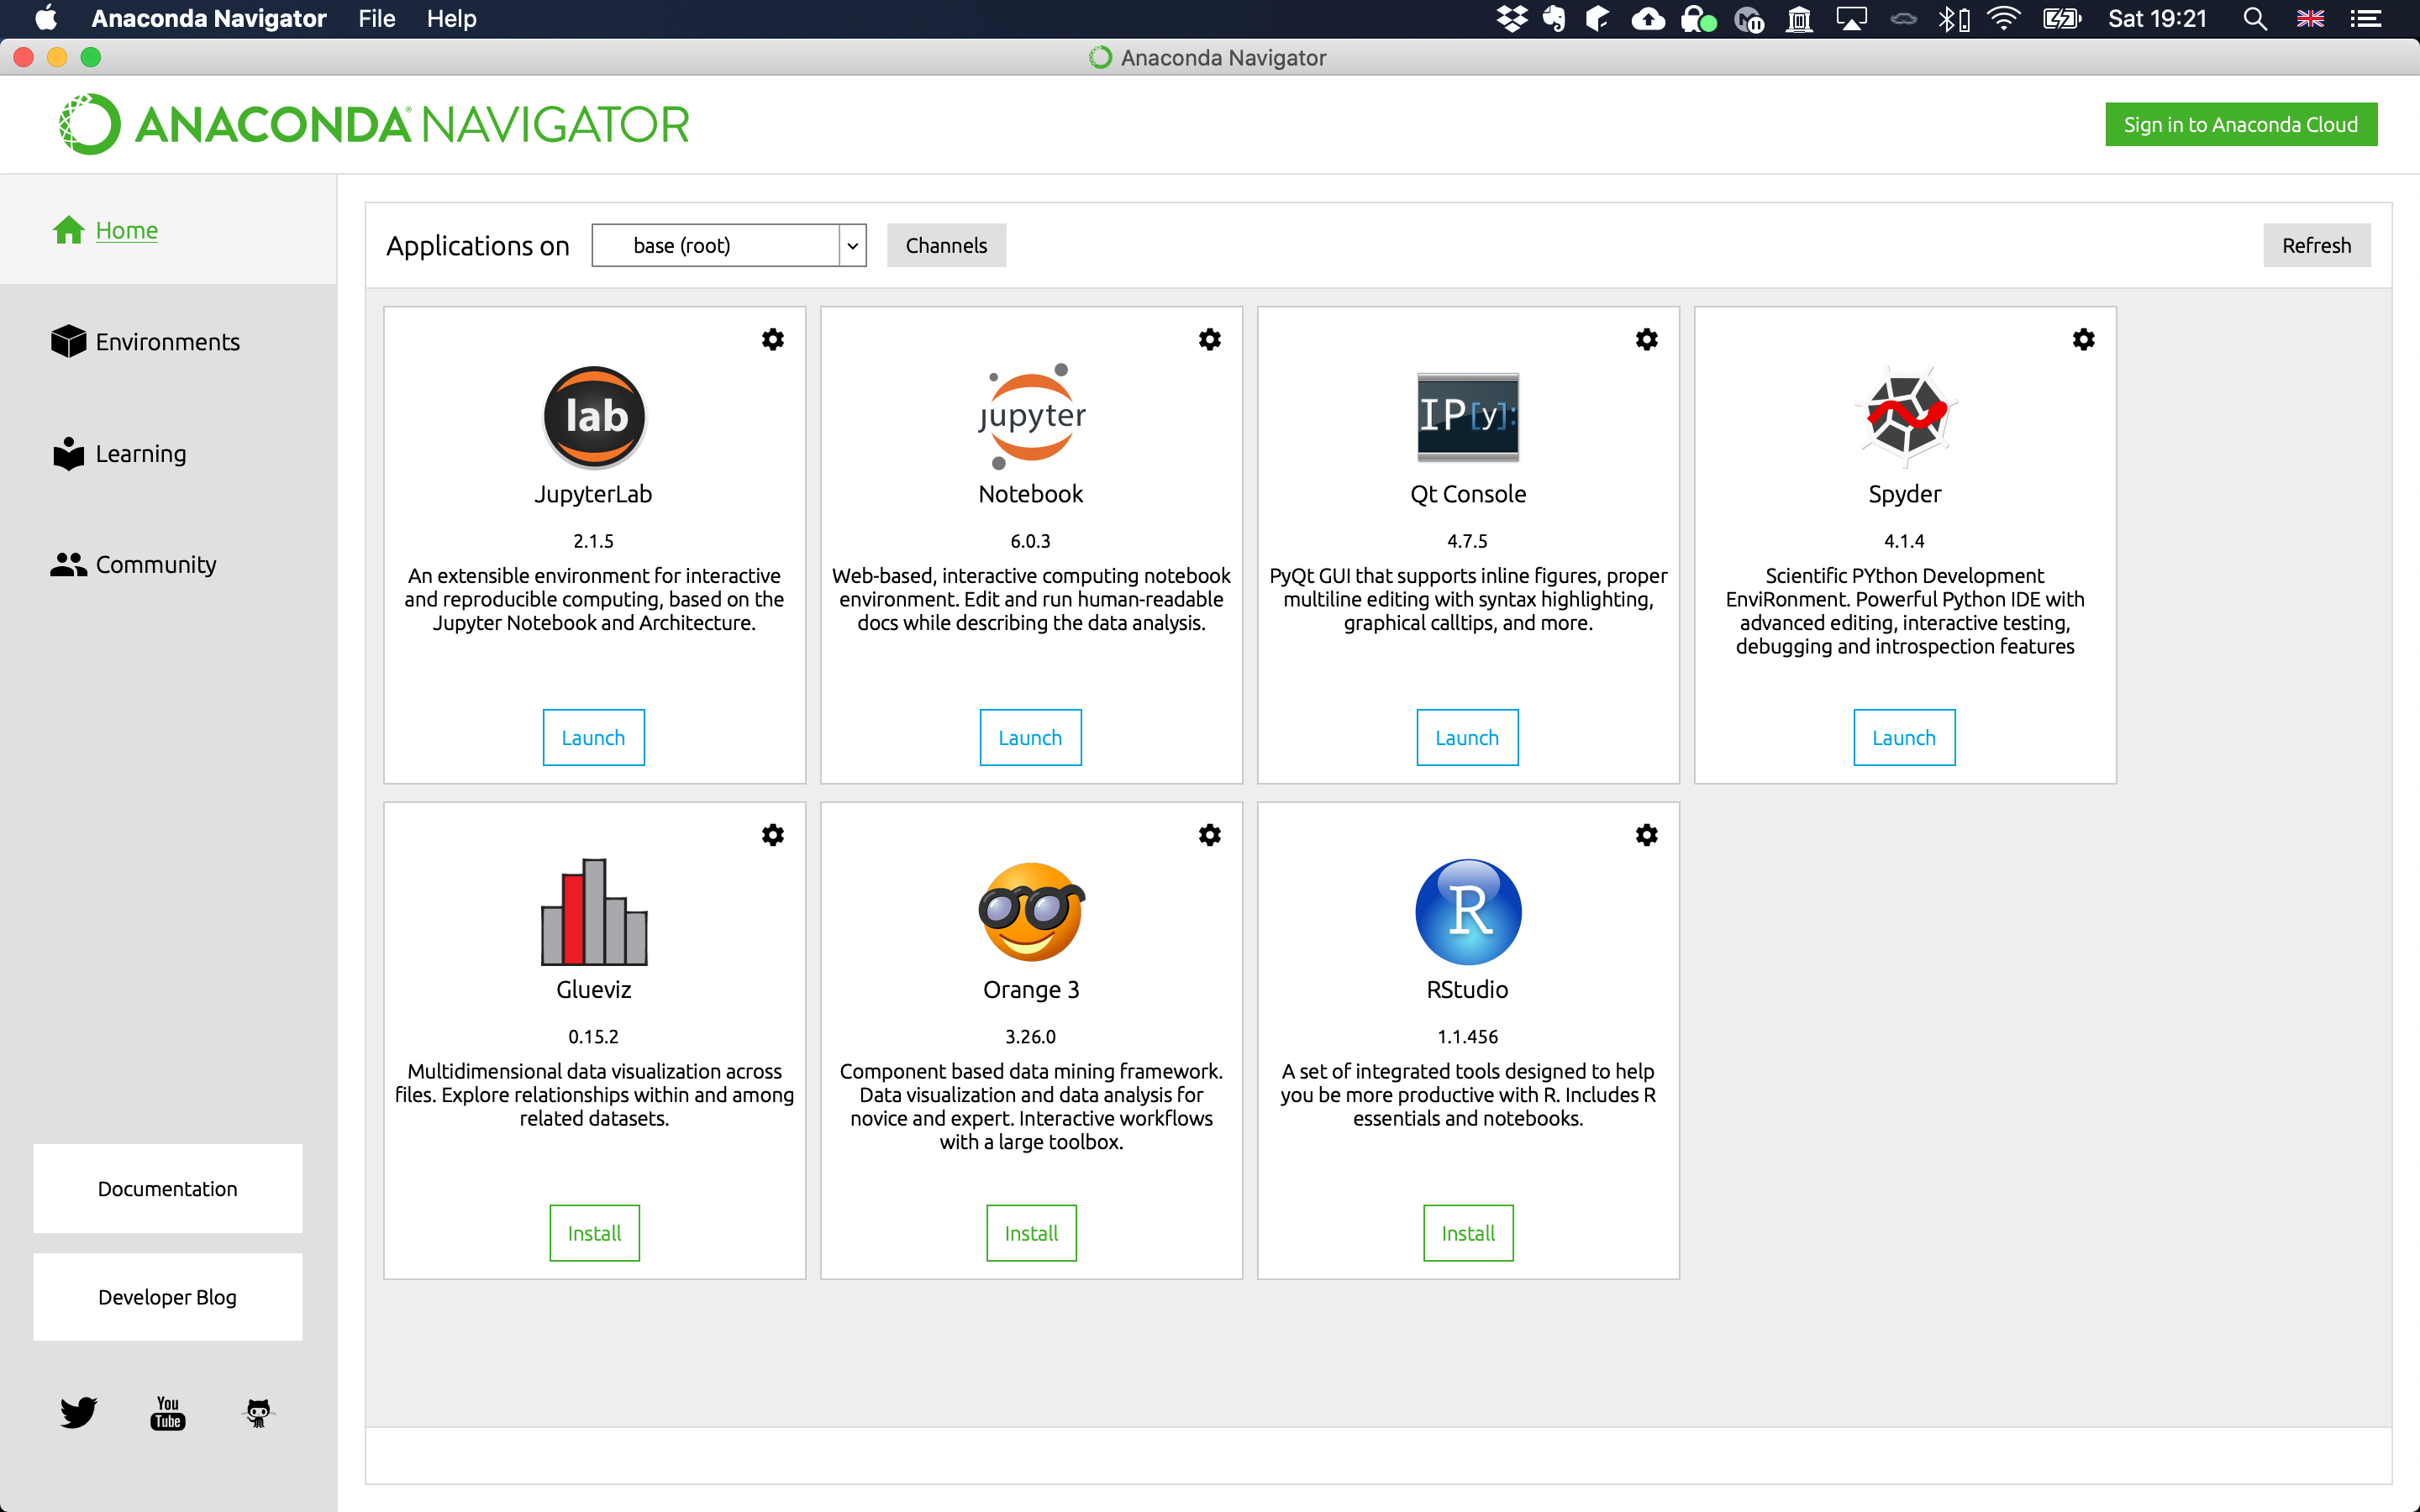 Anaconda Navigator File Help Sat 19:21
Anaconda Navigator
ANACONDA NAVIGATOR
Sign in to Anaconda Cloud
Home
Environments
Learning
Community
Documentation
Developer Blog
You
Tube
Applications on base (root) Channels Refresh
lab
JupyterLab
2.1.5
An extensible environment for interactive
and reproducible computing, based on the
Jupyter Notebook and Architecture.
Launch
jupyter
Notebook
6.0.3
Web-based, interactive computing notebook
environment. Edit and run human-readable
docs while describing the data analysis.
Launch
IP[y]:
Qt Console
4.7.5
PyQt GUI that supports inline figures, proper
multiline editing with syntax highlighting,
graphical calltips, and more.
Launch
Spyder
4.1.4
Scientific PYthon Development
EnviRonment. Powerful Python IDE with
advanced editing, interactive testing,
debugging and introspection features
Launch
Glueviz
0.15.2
Multidimensional data visualization across
files. Explore relationships within and among
related datasets.
Install
Orange 3
3.26.0
Component based data mining framework.
Data visualization and data analysis for
novice and expert. Interactive workflows
with a large toolbox.
Install
R
RStudio
1.1.456
A set of integrated tools designed to help
you be more productive with R. Includes R
essentials and notebooks.
Install